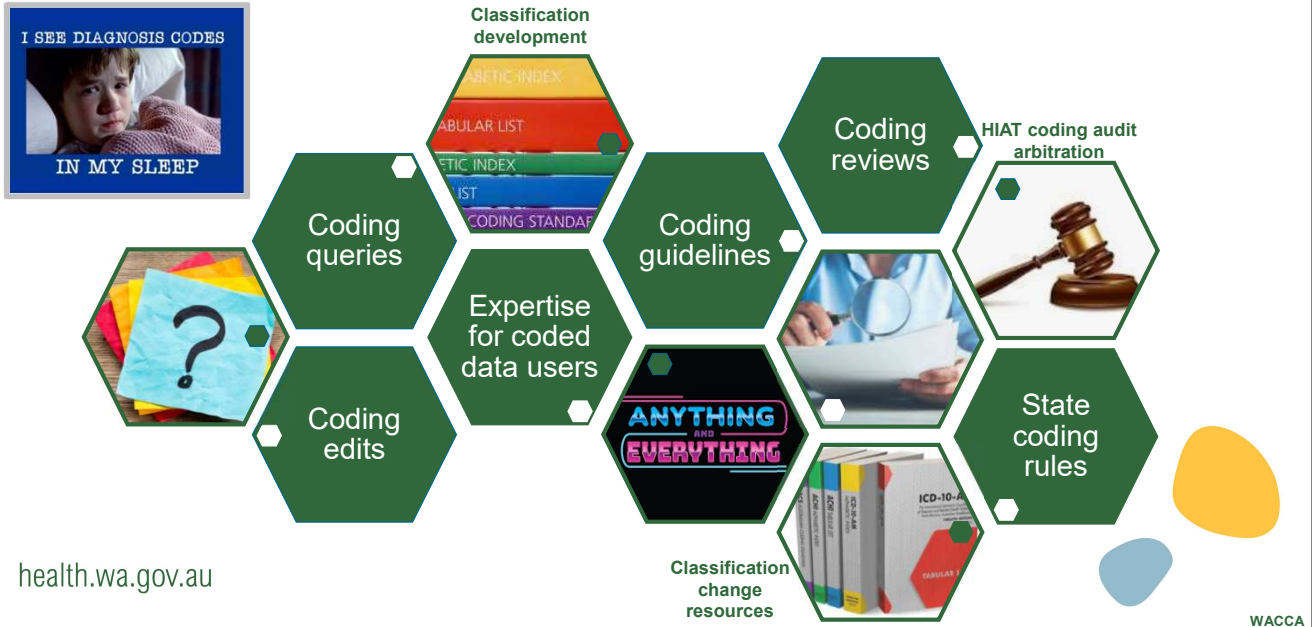 I SEE DIAGNOSIS CODES
IN MY SLEEP
Classification
development
ABETIC INDEX
ABULAR LIST
ETIC INDEX
LIST
CODING STANDAR
Coding
queries
Coding
edits
Expertise
for coded
data users
Coding
guidelines
ANYTHING
AND
EVERYTHING
Coding
reviews
HIAT coding audit
arbitration
State
coding
rules
?
ICD-10-A
TABULAR
Classification
change
resources
health.wa.gov.au
WACCA